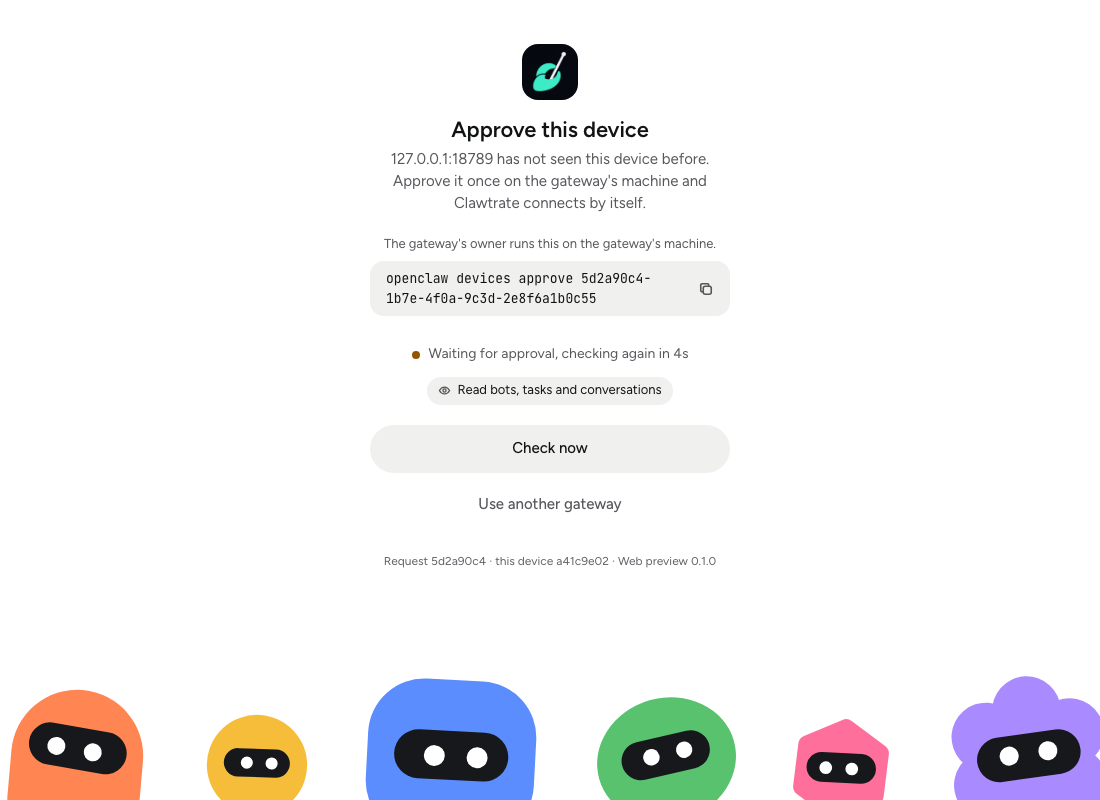 Approve this device
127.0.0.1:18789 has not seen this device before.
Approve it once on the gateway's machine and
Clawtrate connects by itself.
The gateway's owner runs this on the gateway's machine.
openclaw devices approve 5d2a90c4-
1b7e-4f0a-9c3d-2e8f6a1b0c55
Waiting for approval, checking again in 4s
Read bots, tasks and conversations
Check now
Use another gateway
Request 5d2a90c4 · this device a41c9e02 · Web preview 0.1.0